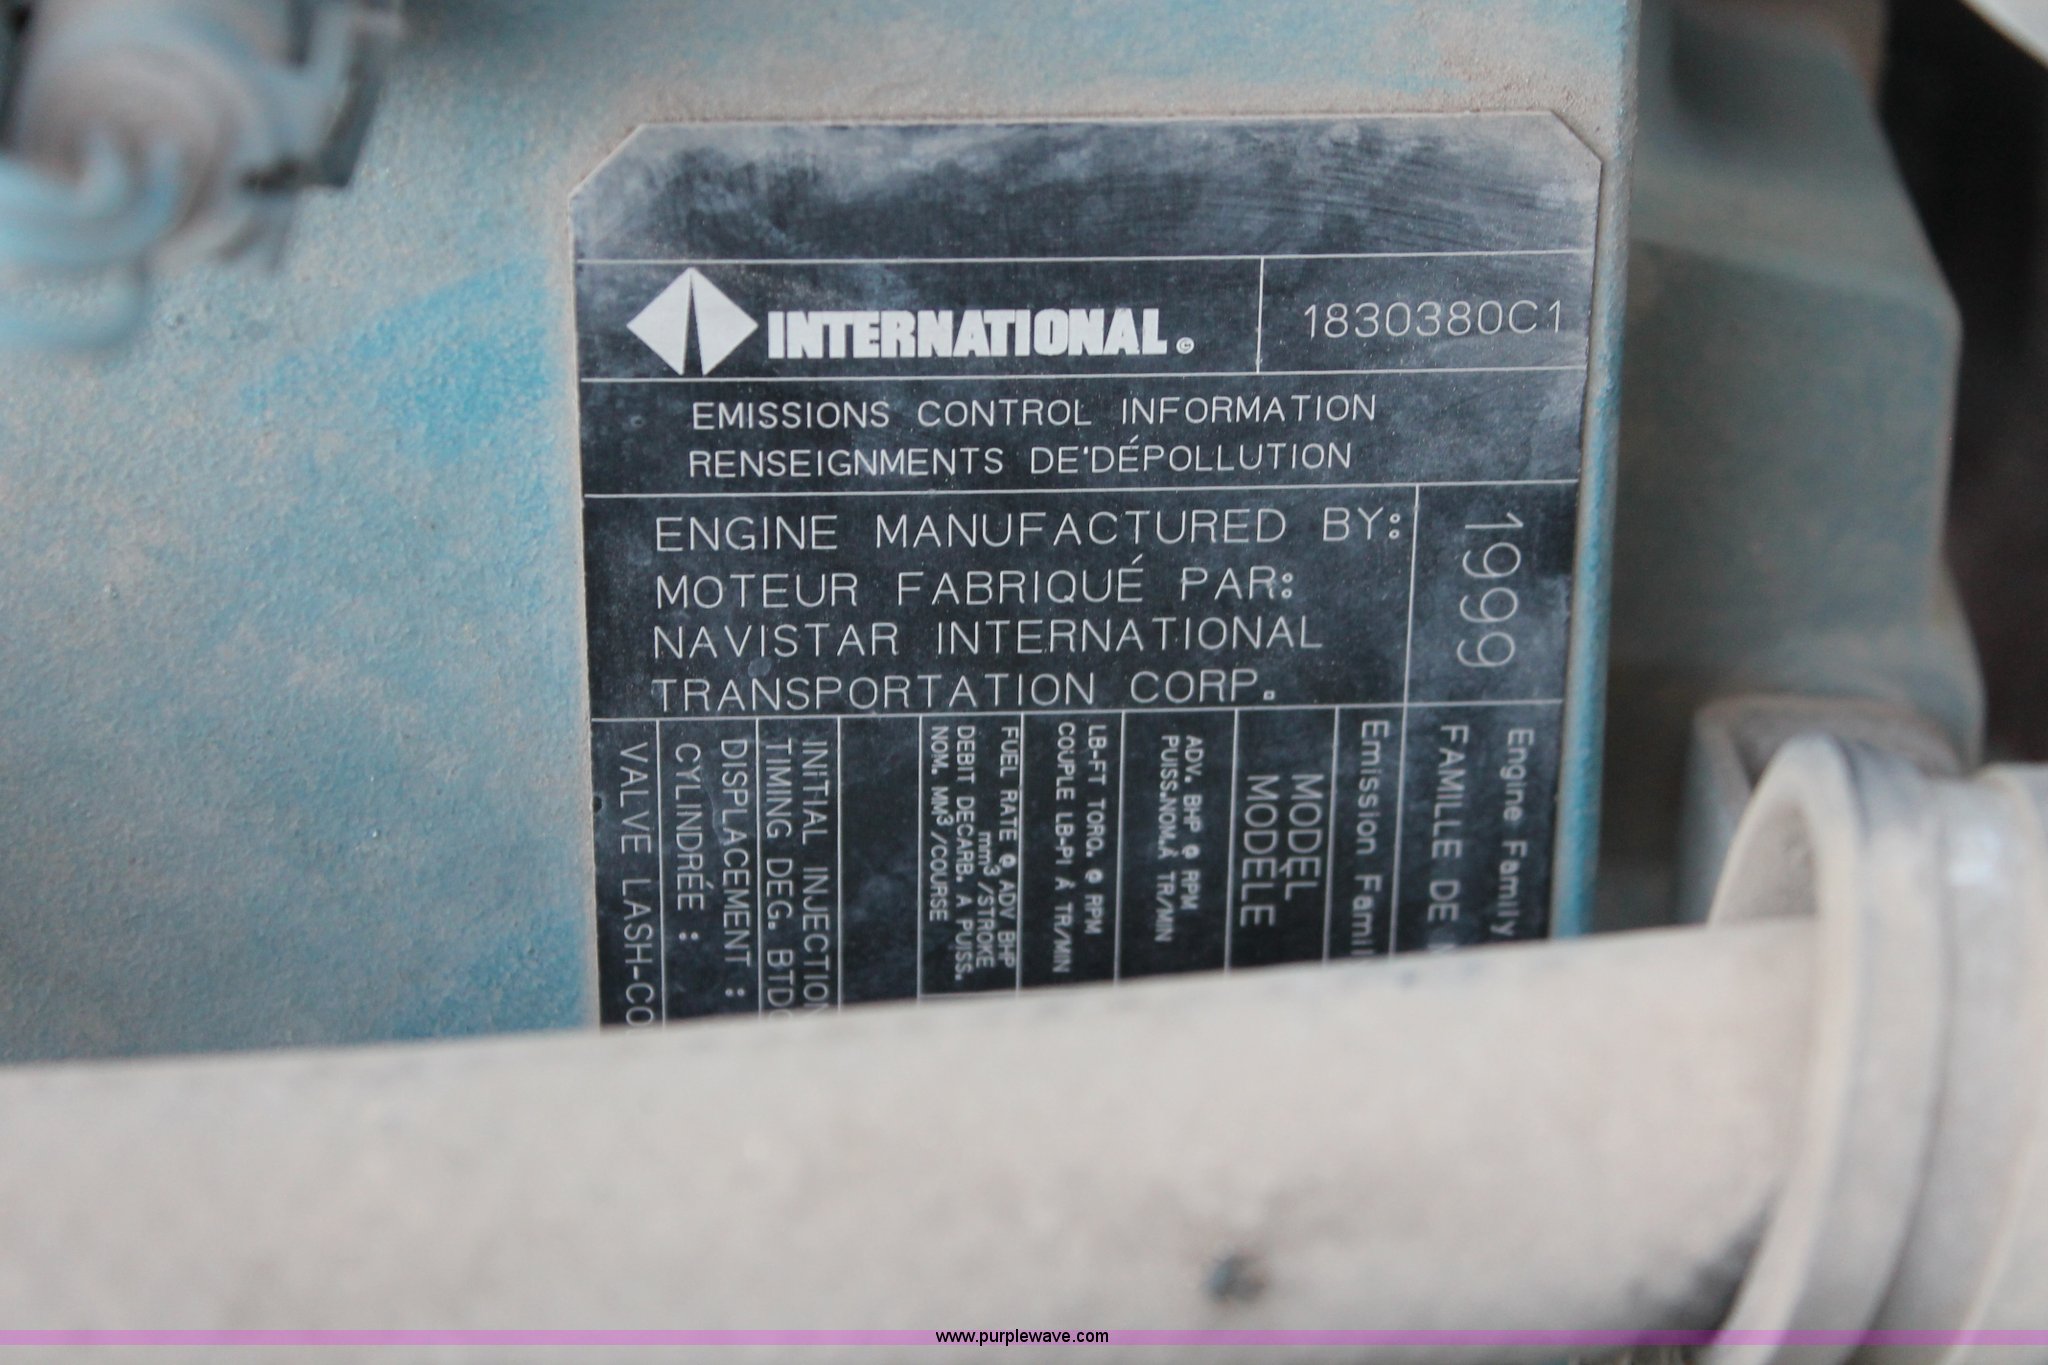 INTERNATIONAL ©
1830380C1
EMISSIONS CONTROL INFORMATION
RENSEIGNMENTS DE'DÉPOLLUTION
ENGINE MANUFACTURED BY:
MOTEUR FABRIQUÉ PAR:
NAVISTAR INTERNATIONAL
TRANSPORTATION CORP.
1999
Engine Family
FAMILLE DE
Emission Famil
MODEL
MODÈLE
ADV. BHP @ RPM
PUISS.NOM.À TR/MIN
LB-FT TORQ. @ RPM
COUPLE LB-PI À TR/MIN
FUEL RATE @ ADV BHP
mm³/STROKE
DEBIT DECARB. A PUISS.
NOM. MM³/COURSE
INITIAL INJECTION
TIMING DEG. BTDC
DISPLACEMENT :
CYLINDRÉE :
VALVE LASH-CO
www.purplewave.com